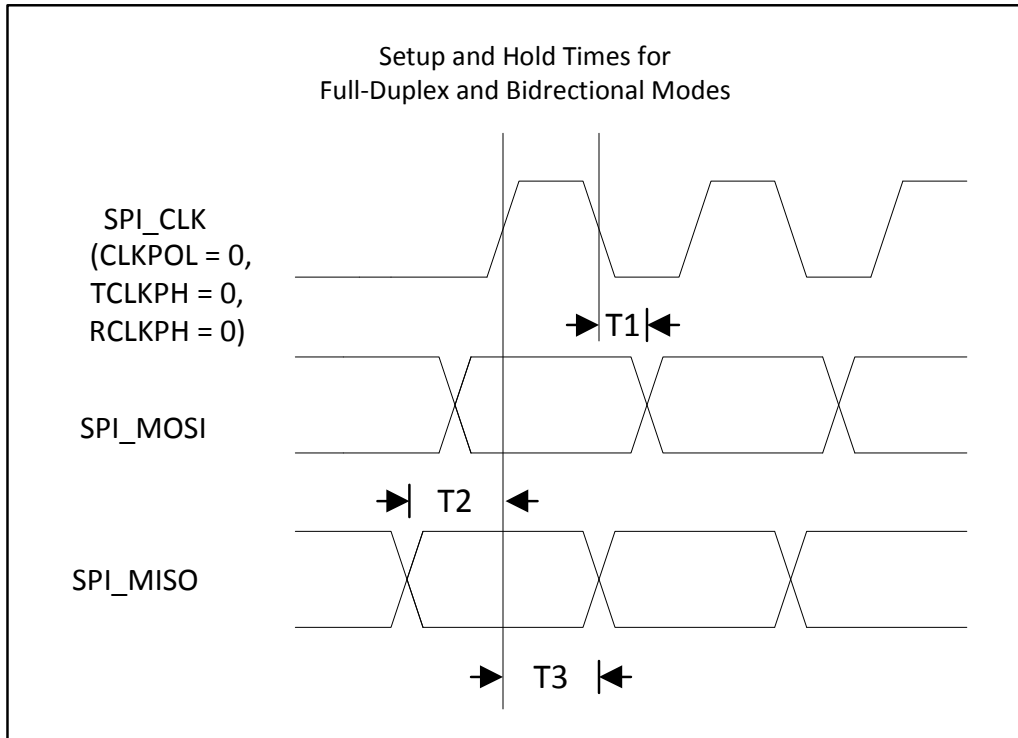 Setup and Hold Times for
Full-Duplex and Bidrectional Modes
SPI_CLK
(CLKPOL = 0,
TCLKPH = 0,
RCLKPH = 0)
T1
SPI_MOSI
T2
SPI_MISO
T3